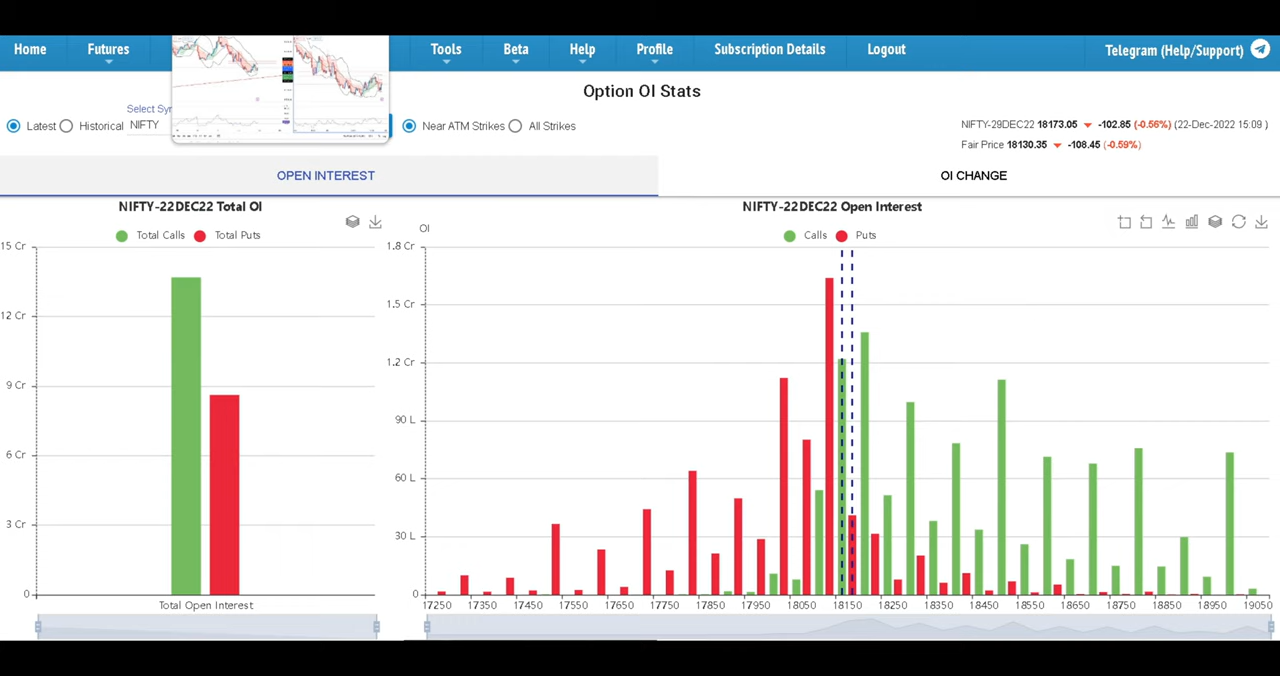 Home Futures Tools Beta Help Profile Subscription Details Logout Telegram (Help/Support)
Option OI Stats
Select Syr
Latest Historical NIFTY Near ATM Strikes All Strikes
NIFTY-29DEC22 18173.05 -102.85 (-0.56%) (22-Dec-2022 15:09 )
Fair Price 18130.35 -108.45 (-0.59%)
OPEN INTEREST OI CHANGE
NIFTY-22DEC22 Total OI
Total Calls Total Puts
15 Cr
12 Cr
9 Cr
6 Cr
3 Cr
0
Total Open Interest
NIFTY-22DEC22 Open Interest
OI
Calls Puts
1.8 Cr
1.5 Cr
1.2 Cr
90 L
60 L
30 L
0
17250 17350 17450 17550 17650 17750 17850 17950 18050 18150 18250 18350 18450 18550 18650 18750 18850 18950 19050